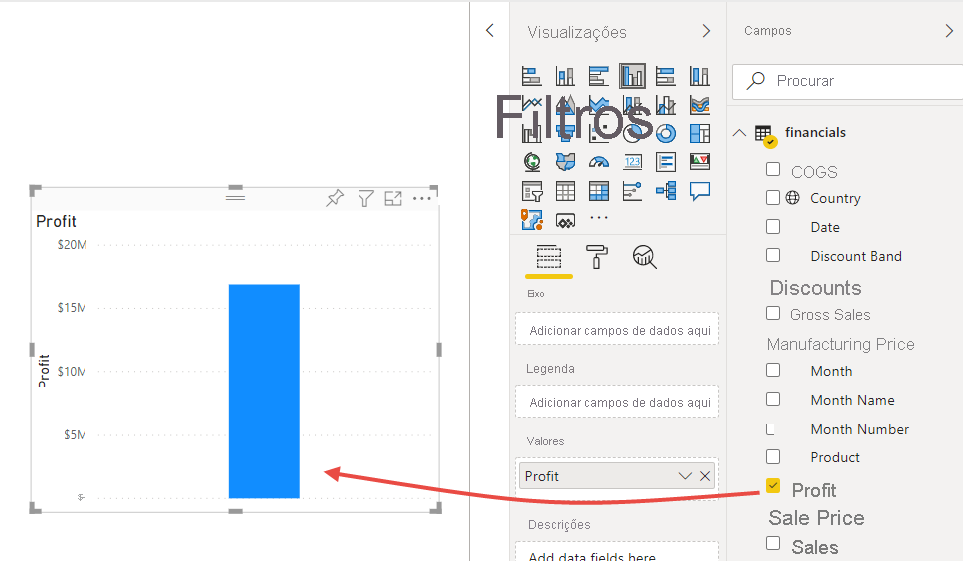 Profit
$20M
$15M
$10M
$5M
$-
Profit
Visualizações
Filtros
123
Eixo
Adicionar campos de dados aqui
Legenda
Adicionar campos de dados aqui
Valores
Profit
Descrições
Add data fields here
Campos
Procurar
financials
COGS
Country
Date
Discount Band
Discounts
Gross Sales
Manufacturing Price
Month
Month Name
Month Number
Product
Profit
Sale Price
Sales